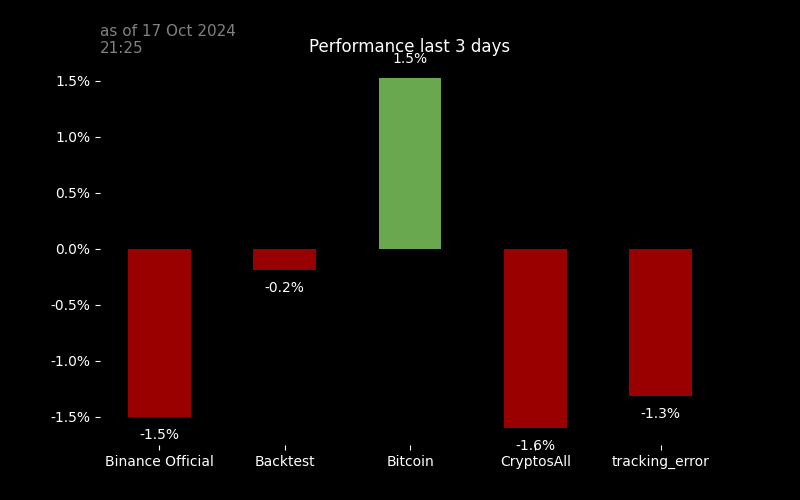 as of 17 Oct 2024
21:25
Performance last 3 days
1.5%
1.5%
1.0%
0.5%
0.0%
-0.5%
-1.0%
-1.5%
-0.2%
-1.3%
-1.5%
-1.6%
Binance Official
Backtest
Bitcoin
CryptosAll
tracking_error